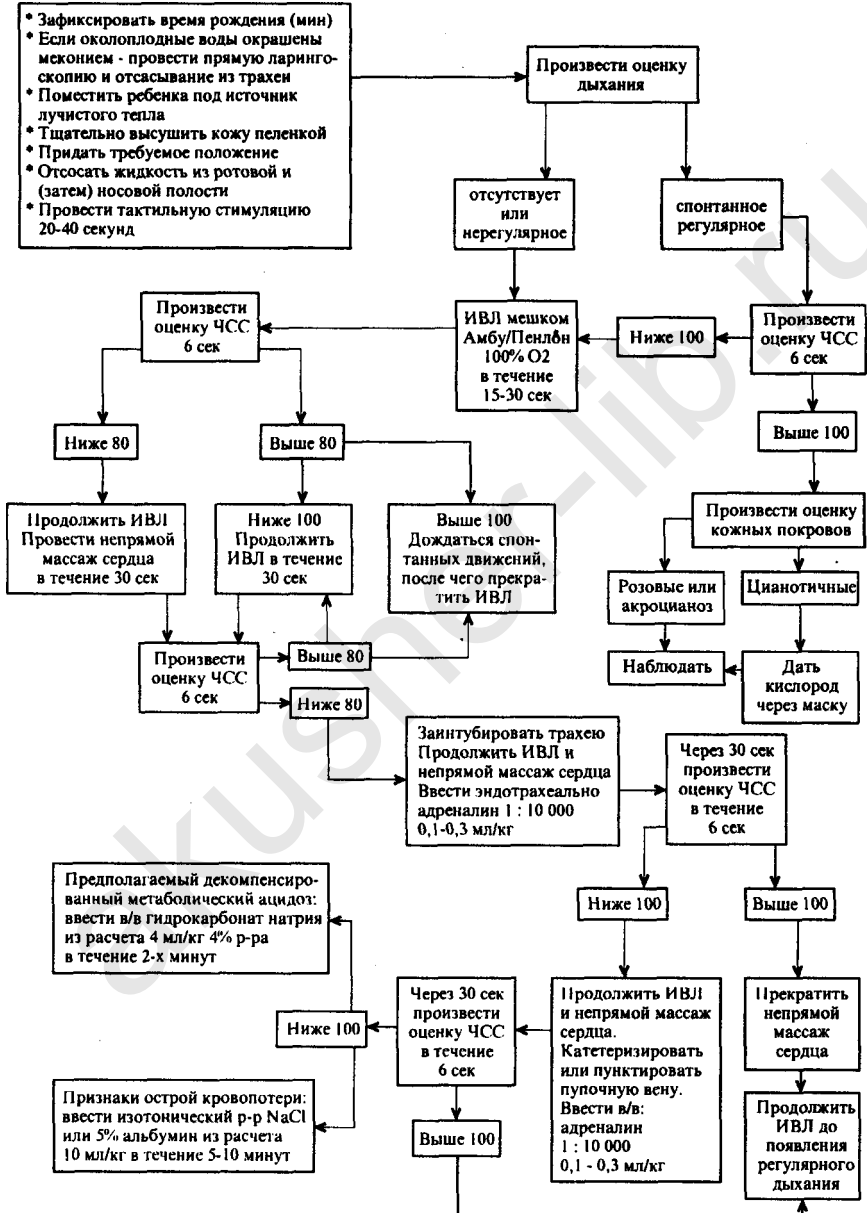 * Зафиксировать время рождения (мин)
* Если околоплодные воды окрашены
меконием - провести прямую ларинго-
скопию и отсасывание из трахеи
* Поместить ребенка под источник
лучистого тепла
* Тщательно высушить кожу пеленкой
* Придать требуемое положение
* Отсосать жидкость из ротовой и
(затем) носовой полости
* Провести тактильную стимуляцию
20-40 секунд
Произвести оценку
дыхания
отсутствует
или
нерегулярное
спонтанное
регулярное
Произвести
оценку ЧСС
6 сек
ИВЛ мешком
Амбу/Пенлон
100% О2
в течение
15-30 сек
Ниже 100
Произвести
оценку ЧСС
6 сек
Ниже 80
Выше 80
Выше 100
Продолжить ИВЛ
Провести непрямой
массаж сердца
в течение 30 сек
Ниже 100
Продолжить
ИВЛ в течение
30 сек
Выше 100
Дождаться спон-
танных движений,
после чего прекра-
тить ИВЛ
Произвести оценку
кожных покровов
Розовые или
акроцианоз
Цианотичные
Произвести
оценку ЧСС
6 сек
Выше 80
Ниже 80
Наблюдать
Дать
кислород
через маску
Заинтубировать трахею
Продолжить ИВЛ и
непрямой массаж сердца
Ввести эндотрахеально
адреналин 1 : 10 000
0,1-0,3 мл/кг
Через 30 сек
произвести
оценку ЧСС
в течение
6 сек
Предполагаемый декомпенсиро-
ванный метаболический ацидоз:
ввести в/в гидрокарбонат натрия
из расчета 4 мл/кг 4% р-ра
в течение 2-х минут
Ниже 100
Выше 100
Ниже 100
Через 30 сек
произвести
оценку ЧСС
в течение
6 сек
Продолжить ИВЛ
и непрямой массаж
сердца.
Катетеризировать
или пунктировать
пупочную вену.
Ввести в/в:
адреналин
1 : 10 000
0,1 - 0,3 мл/кг
Прекратить
непрямой
массаж
сердца
Признаки острой кровопотери:
ввести изотонический р-р NaCl
или 5% альбумин из расчета
10 мл/кг в течение 5-10 минут
Выше 100
Продолжить
ИВЛ до
появления
регулярного
дыхания
akusher-lib.ru